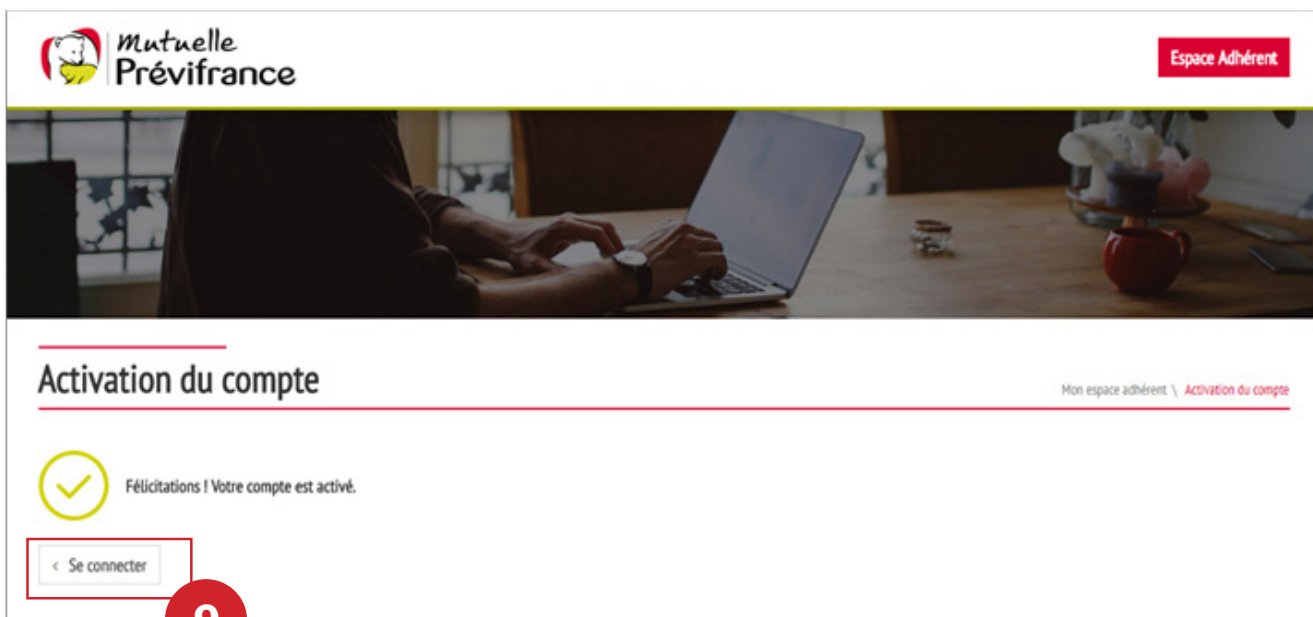 Mutuelle
Prévifrance
Espace Adhérent
Activation du compte
Mon espace adhérent \ Activation du compte
Félicitations ! Votre compte est activé.
< Se connecter